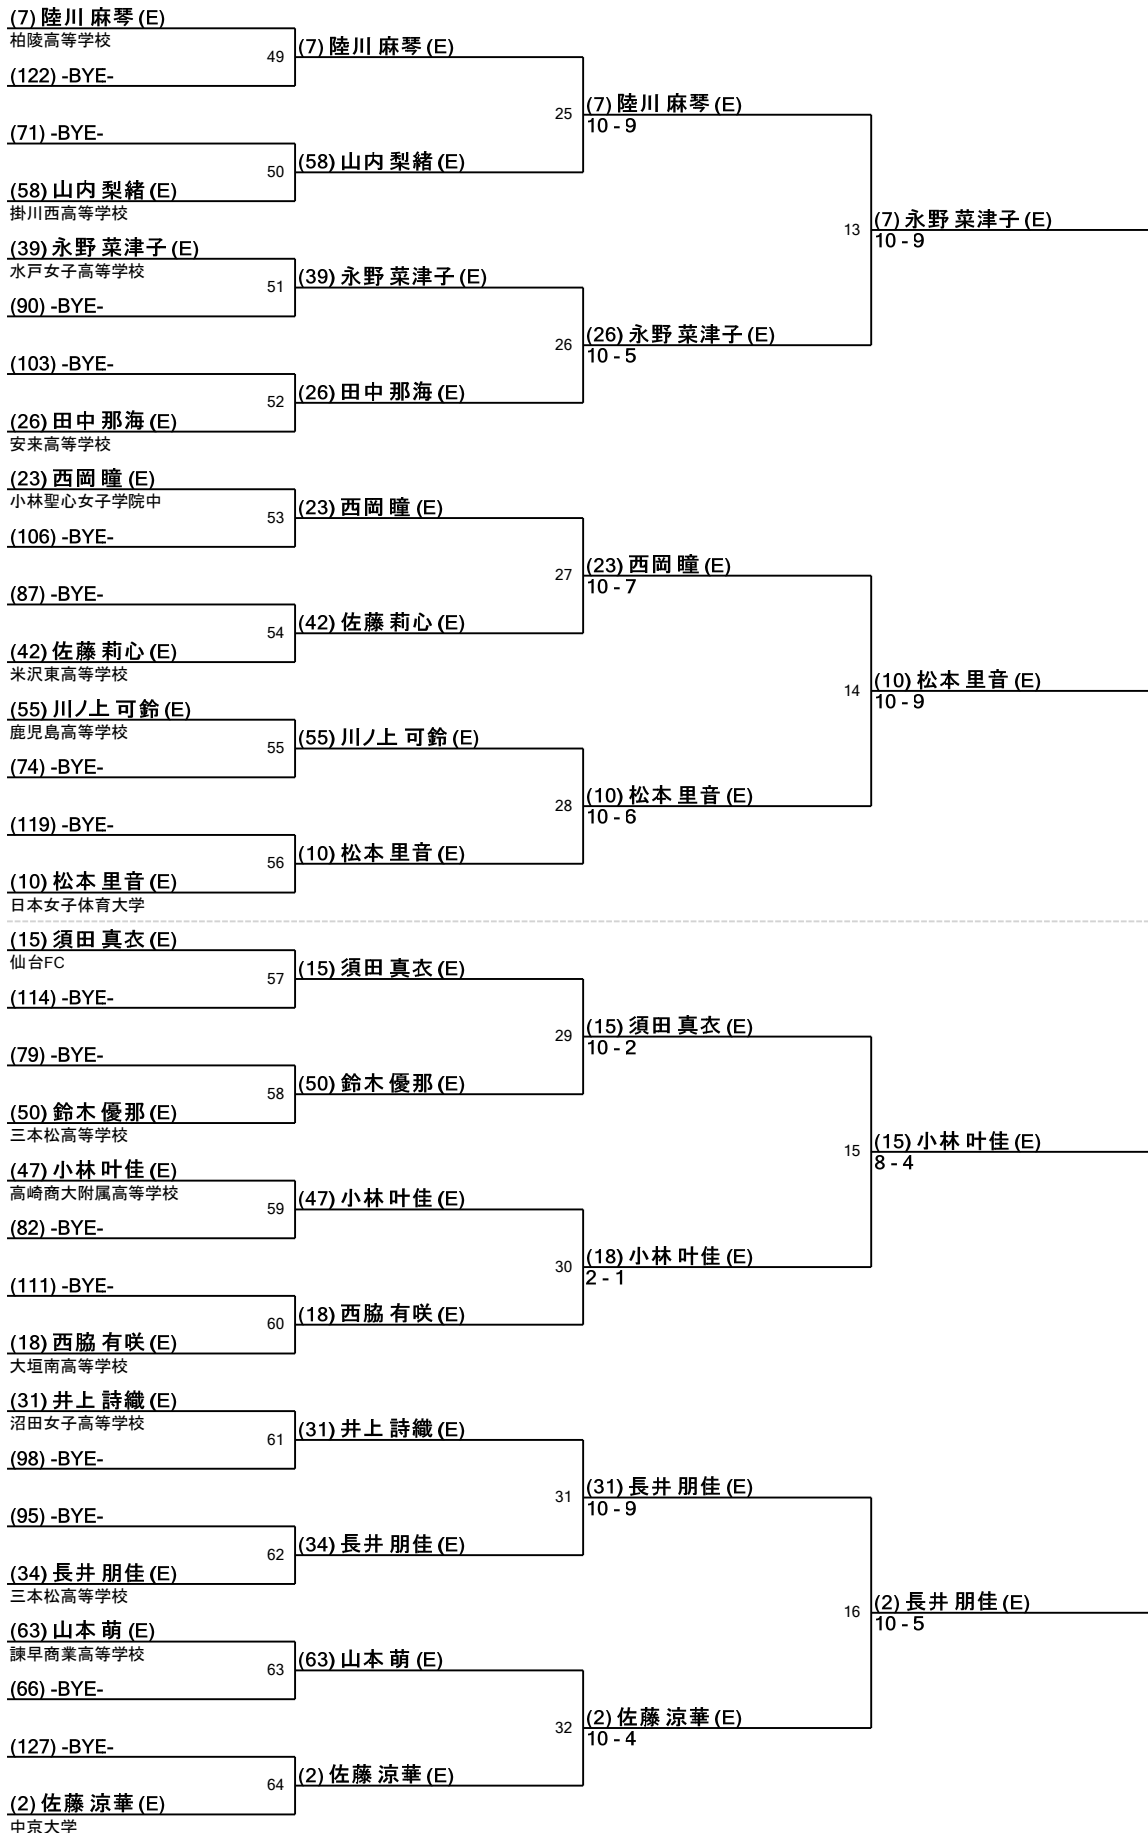 (7) 陸川 麻琴 (E)
柏陵高等学校
49
(122) -BYE-
(7) 陸川 麻琴 (E)
25
(71) -BYE-
50
(58) 山内 梨緒 (E)
掛川西高等学校
(58) 山内 梨緒 (E)
(7) 陸川 麻琴 (E)
10 - 9
13
(39) 永野 菜津子 (E)
水戸女子高等学校
51
(90) -BYE-
(39) 永野 菜津子 (E)
26
(103) -BYE-
52
(26) 田中 那海 (E)
安来高等学校
(26) 田中 那海 (E)
(26) 永野 菜津子 (E)
10 - 5
(7) 永野 菜津子 (E)
10 - 9
(23) 西岡 瞳 (E)
小林聖心女子学院中
53
(106) -BYE-
(23) 西岡 瞳 (E)
27
(87) -BYE-
54
(42) 佐藤 莉心 (E)
米沢東高等学校
(42) 佐藤 莉心 (E)
(23) 西岡 瞳 (E)
10 - 7
14
(55) 川ノ上 可鈴 (E)
鹿児島高等学校
55
(74) -BYE-
(55) 川ノ上 可鈴 (E)
28
(119) -BYE-
56
(10) 松本 里音 (E)
日本女子体育大学
(10) 松本 里音 (E)
(10) 松本 里音 (E)
10 - 6
(10) 松本 里音 (E)
10 - 9
(15) 須田 真衣 (E)
仙台FC
57
(114) -BYE-
(15) 須田 真衣 (E)
29
(79) -BYE-
58
(50) 鈴木 優那 (E)
三本松高等学校
(50) 鈴木 優那 (E)
(15) 須田 真衣 (E)
10 - 2
15
(47) 小林 叶佳 (E)
高崎商大附属高等学校
59
(82) -BYE-
(47) 小林 叶佳 (E)
30
(111) -BYE-
60
(18) 西脇 有咲 (E)
大垣南高等学校
(18) 西脇 有咲 (E)
(18) 小林 叶佳 (E)
2 - 1
(15) 小林 叶佳 (E)
8 - 4
(31) 井上 詩織 (E)
沼田女子高等学校
61
(98) -BYE-
(31) 井上 詩織 (E)
31
(95) -BYE-
62
(34) 長井 朋佳 (E)
三本松高等学校
(34) 長井 朋佳 (E)
(31) 長井 朋佳 (E)
10 - 9
16
(63) 山本 萌 (E)
諫早商業高等学校
63
(66) -BYE-
(63) 山本 萌 (E)
32
(127) -BYE-
64
(2) 佐藤 涼華 (E)
中京大学
(2) 佐藤 涼華 (E)
(2) 佐藤 涼華 (E)
10 - 4
(2) 長井 朋佳 (E)
10 - 5